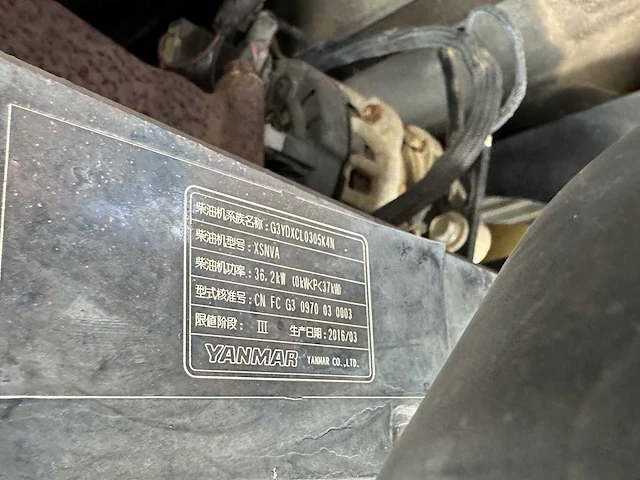 柴油机系族名称：G3YDXCL0305K4N
柴油机型号：XSNVA
柴油机功率：36.2kW (0kW<P<37kW)
型式核准号：CN FC G3 0970 03 0003
限值阶段： III 生产日期：2016/03
YANMAR YANMAR CO.,LTD.